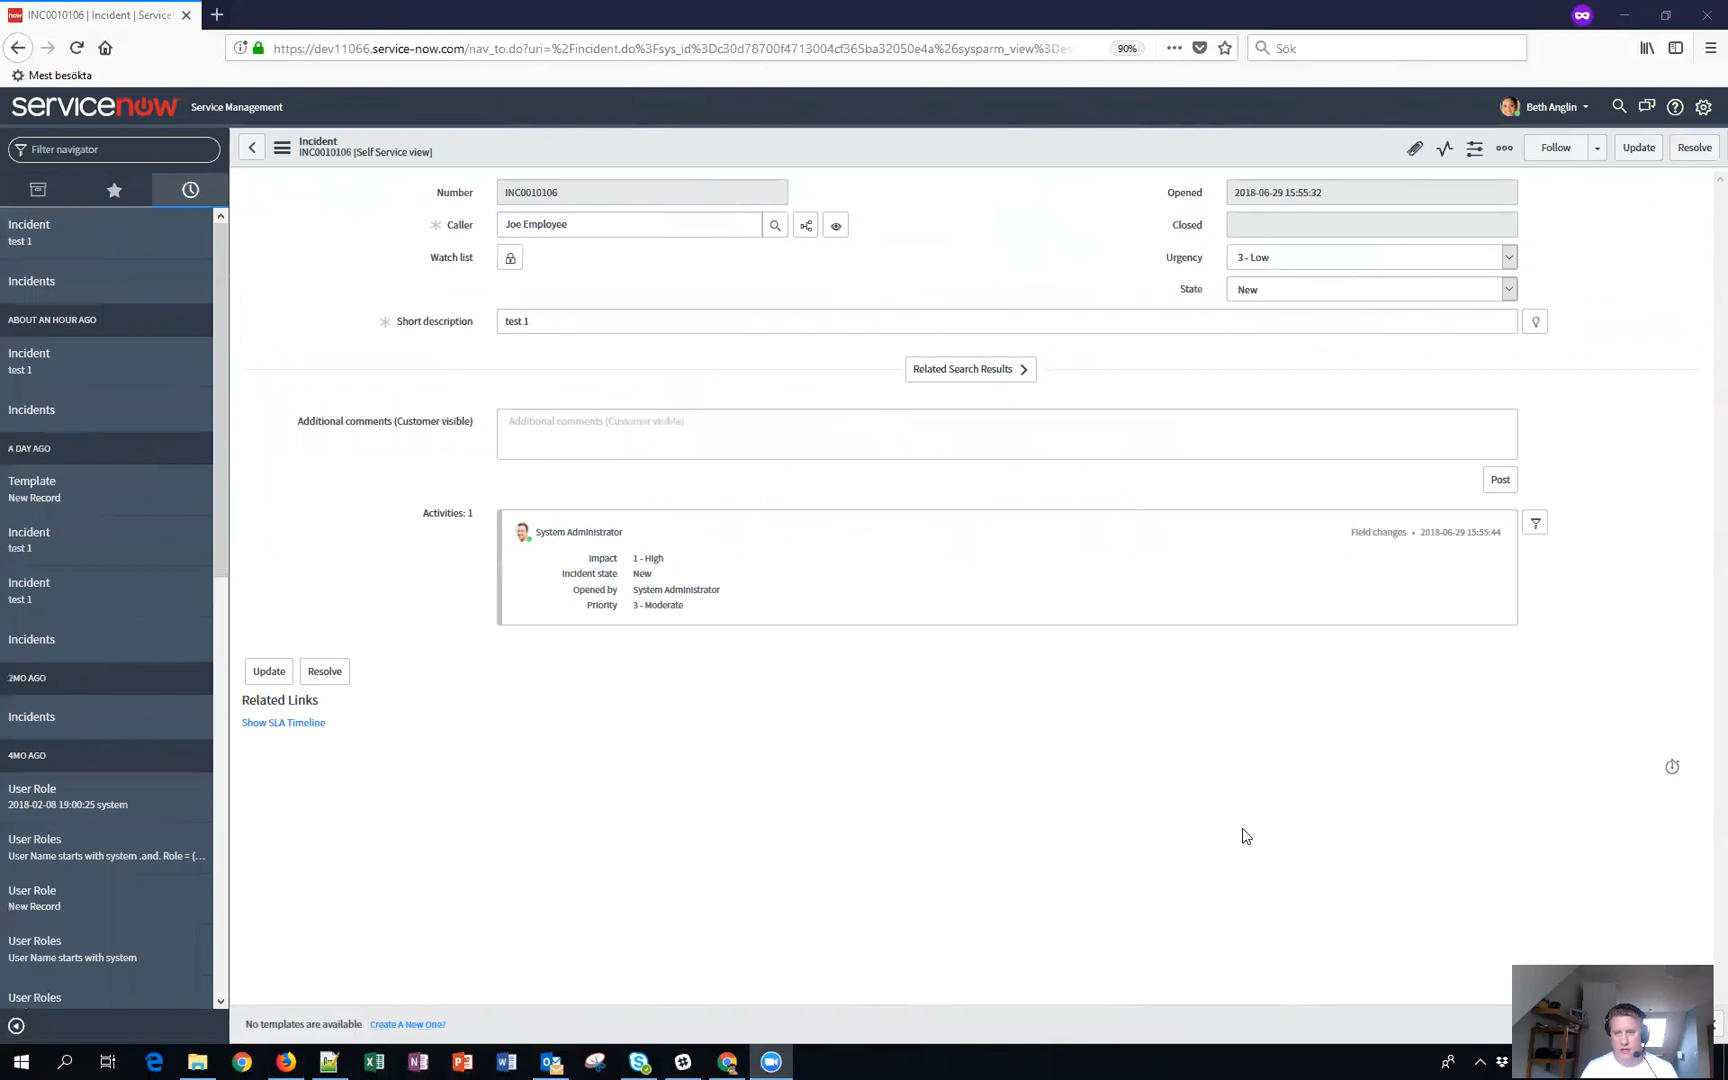 INC0010106 | Incident | Service
https://dev11066.service-now.com/nav_to.do?uri=%2Fincident.do%3Fsys_id%3Dc30d78700f4713004cf365ba32050e4a%26sysparm_view%3Des
90%
Sök
Mest besökta
servicenow
Service Management
Beth Anglin
Filter navigator
Incident
INC0010106 [Self Service view]
Follow
Update
Resolve
Incident
test 1
Incidents
ABOUT AN HOUR AGO
Incident
test 1
Incidents
A DAY AGO
Template
New Record
Incident
test 1
Incident
test 1
Incidents
2MO AGO
Incidents
4MO AGO
User Role
2018-02-08 19:00:25 system
User Roles
User Name starts with system .and. Role = (...
User Role
New Record
User Roles
User Name starts with system
User Roles
Number
INC0010106
Opened
2018-06-29 15:55:32
Caller
Joe Employee
Closed
Watch list
Urgency
3 - Low
State
New
Short description
test 1
Related Search Results
Additional comments (Customer visible)
Additional comments (Customer visible)
Post
Activities: 1
System Administrator
Field changes • 2018-06-29 15:55:44
Impact 1 - High
Incident state New
Opened by System Administrator
Priority 3 - Moderate
Update
Resolve
Related Links
Show SLA Timeline
No templates are available
Create A New One?